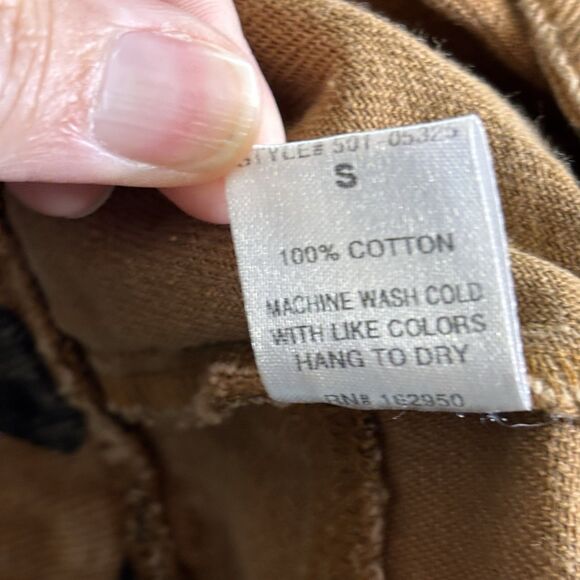 STYLE# 501-05325
S
100% COTTON
MACHINE WASH COLD
WITH LIKE COLORS
HANG TO DRY
RN# 162950